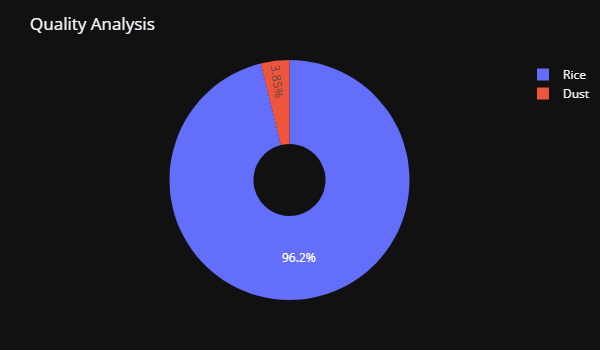 Quality Analysis
3.85%
Rice
Dust
96.2%